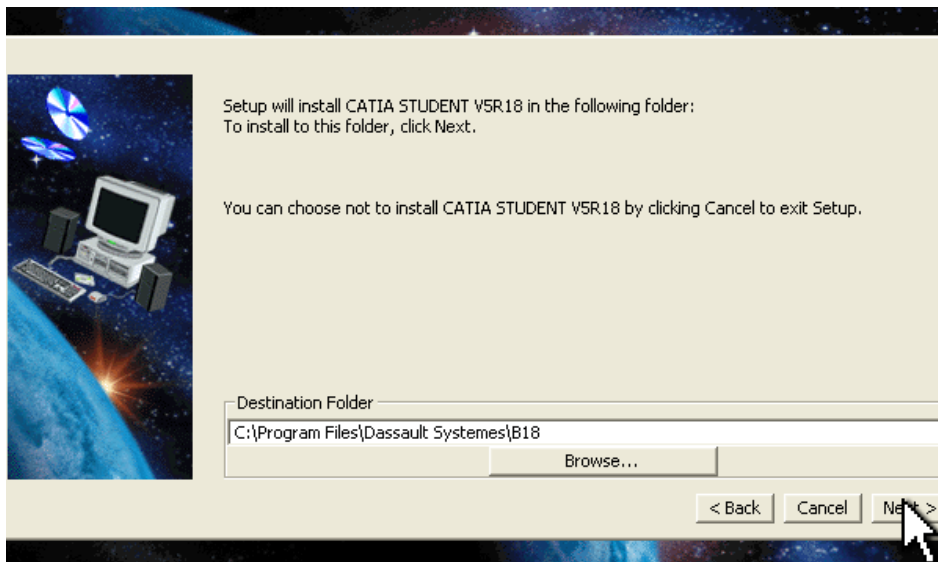 Setup will install CATIA STUDENT V5R18 in the following folder:
To install to this folder, click Next.
You can choose not to install CATIA STUDENT V5R18 by clicking Cancel to exit Setup.
Destination Folder
C:\Program Files\Dassault Systemes\B18
Browse...
< Back Cancel Next >